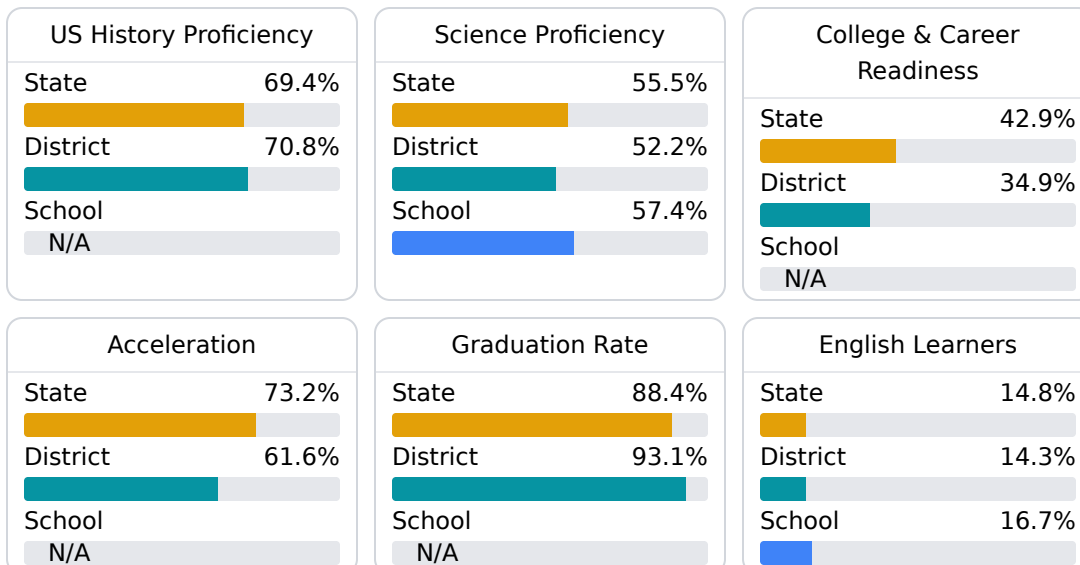 US History Proficiency
State 69.4%
District 70.8%
School
N/A
Science Proficiency
State 55.5%
District 52.2%
School 57.4%
College & Career
Readiness
State 42.9%
District 34.9%
School
N/A
Acceleration
State 73.2%
District 61.6%
School
N/A
Graduation Rate
State 88.4%
District 93.1%
School
N/A
English Learners
State 14.8%
District 14.3%
School 16.7%